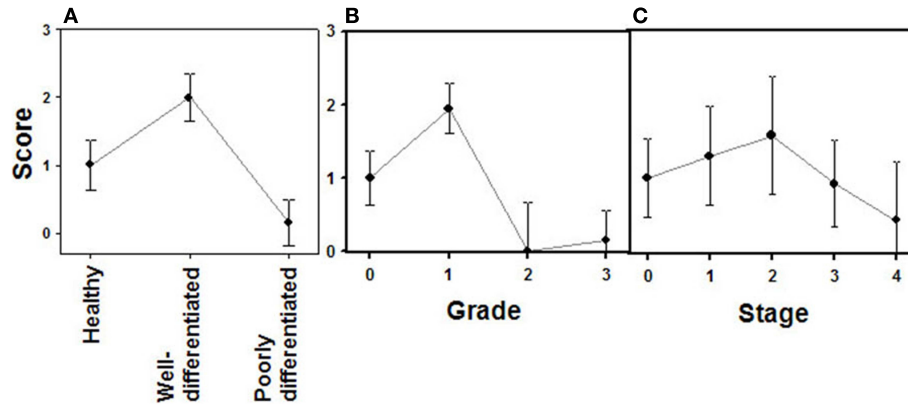 A
B
C
Score
3
2
1
0
Healthy
Well-
differentiated
Poorly
differentiated
3
2
1
0
0 1 2 3
Grade
0 1 2 3 4
Stage